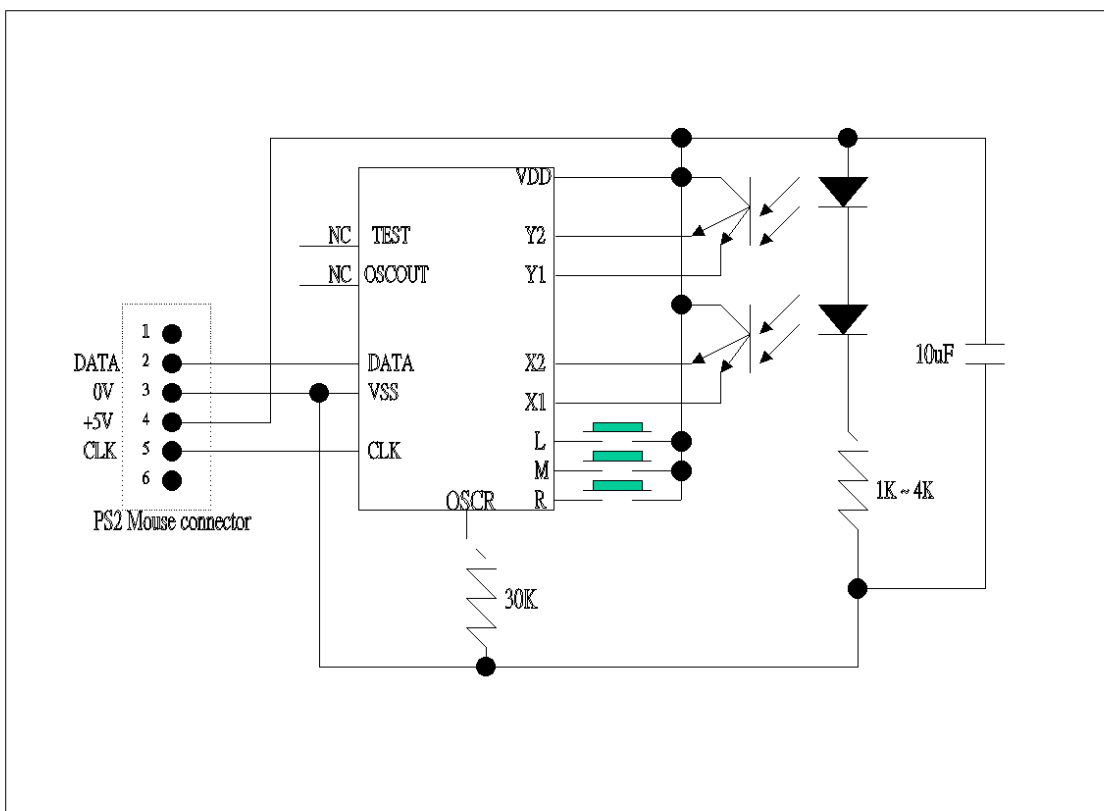 VDD
NC TEST
Y2
NC OSCOUT
Y1
1
DATA 2
DATA
X2
10uF
0V 3
VSS
X1
+5V 4
CLK 5
CLK
L
M
6
R
1K ~ 4K
OSCR
PS2 Mouse connector
30K